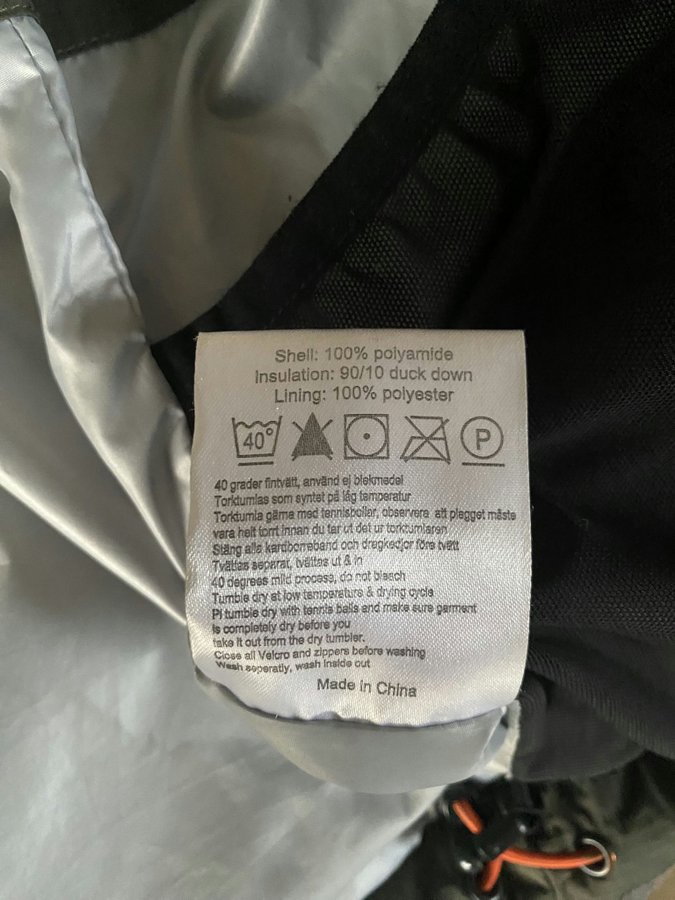 Shell: 100% polyamide
Insulation: 90/10 duck down
Lining: 100% polyester
40° P
40 grader fintvätt, använd ej blekmedel
Torktumlas som syntet på låg temperatur
Torktumla gärna med tennisbollar, observera att plagget måste
vara helt torrt innan du tar ut det ur torktumlaren
Stäng alla kardborreband och dragkedjor före tvätt
Tvättas separat, tvättas ut & in
40 degrees mild process, do not bleach
Tumble dry at low temperature & drying cycle
Pl tumble dry with tennis balls and make sure garment
is completely dry before you
take it out from the dry tumbler.
Close all Velcro and zippers before washing
Wash seperatly, wash inside out
Made in China